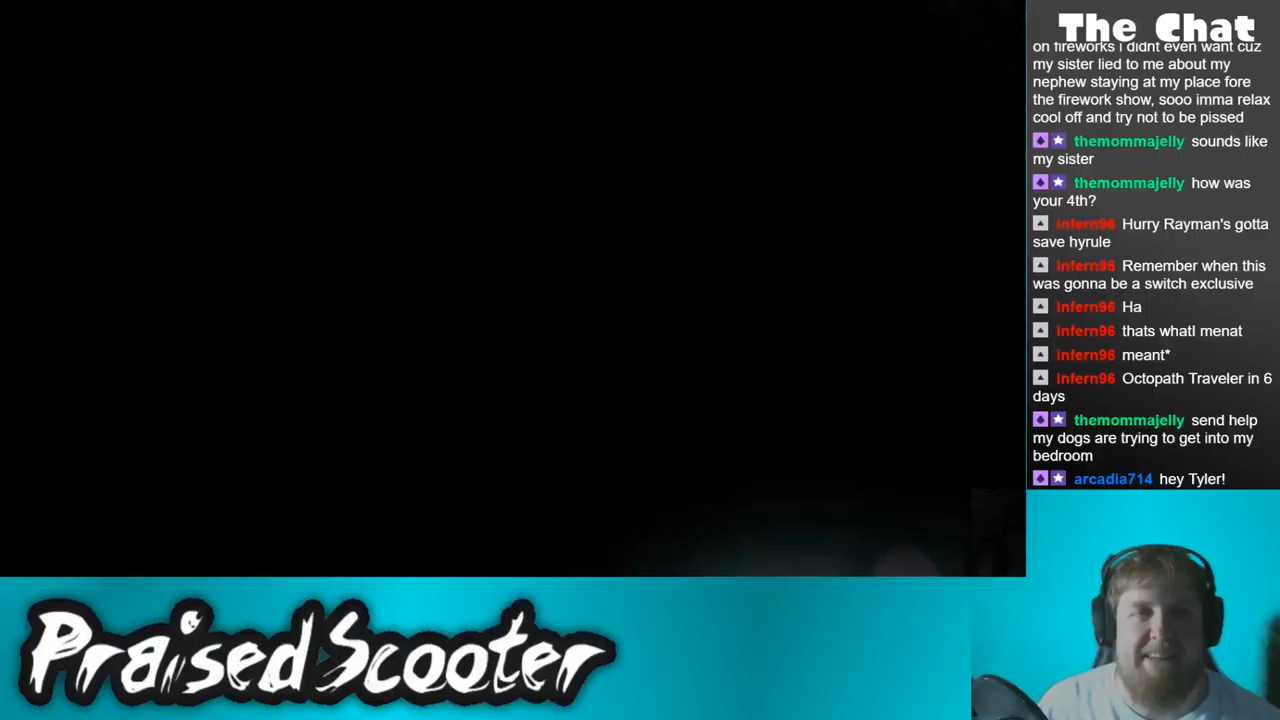 The Chat
on fireworks i didnt even want cuz
my sister lied to me about my
nephew staying at my place fore
the firework show, sooo imma relax
cool off and try not to be pissed
themommajelly sounds like
my sister
themommajelly how was
your 4th?
infern96 Hurry Rayman's gotta
save hyrule
infern96 Remember when this
was gonna be a switch exclusive
infern96 Ha
infern96 thats whatI menat
infern96 meant*
infern96 Octopath Traveler in 6
days
themommajelly send help
my dogs are trying to get into my
bedroom
arcadia714 hey Tyler!
PraisedScooter